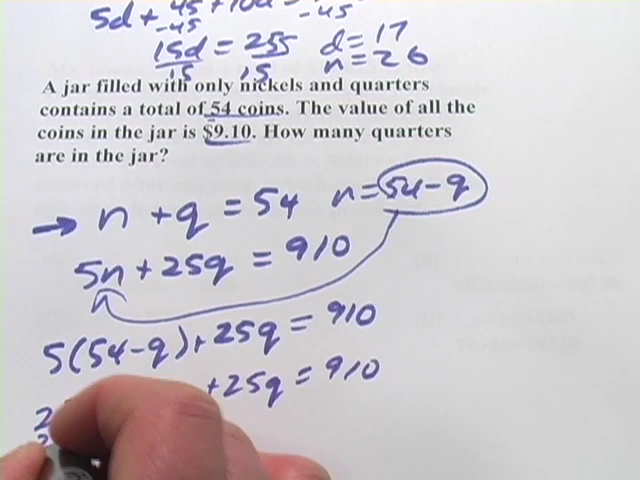 5d + 45 + 10d =
-45 -45
15d = 255 d = 17
15 15 n = 26
A jar filled with only nickels and quarters
contains a total of 54 coins. The value of all the
coins in the jar is $9.10. How many quarters
are in the jar?
→ n + q = 54 n = 54 - q
5n + 25q = 910
5(54 - q) + 25q = 910
2 + 25q = 910